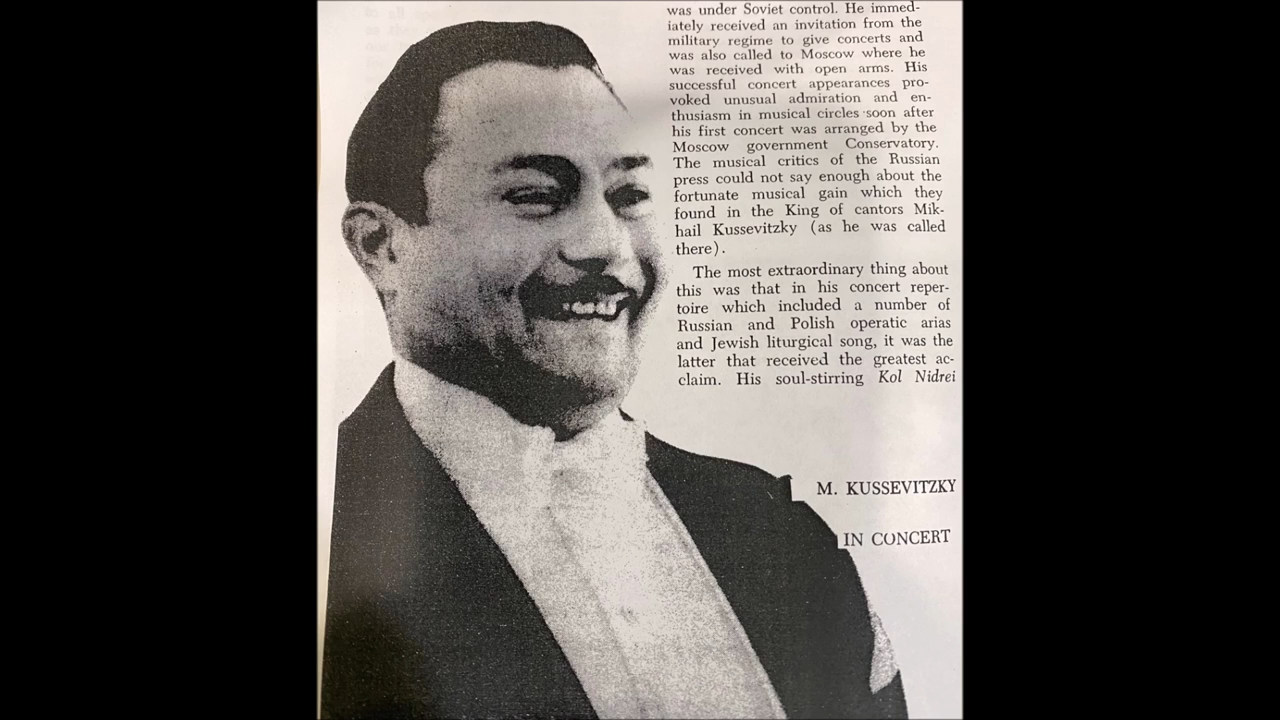 was under Soviet control. He immed-
iately received an invitation from the
military regime to give concerts and
was also called to Moscow where he
was received with open arms. His
successful concert appearances pro-
voked unusual admiration and en-
thusiasm in musical circles soon after
his first concert was arranged by the
Moscow government Conservatory.
The musical critics of the Russian
press could not say enough about the
fortunate musical gain which they
found in the King of cantors Mik-
hail Kussevitzky (as he was called
there).
The most extraordinary thing about
this was that in his concert reper-
toire which included a number of
Russian and Polish operatic arias
and Jewish liturgical song, it was the
latter that received the greatest ac-
claim. His soul-stirring Kol Nidrei
M. KUSSEVITZKY
IN CONCERT